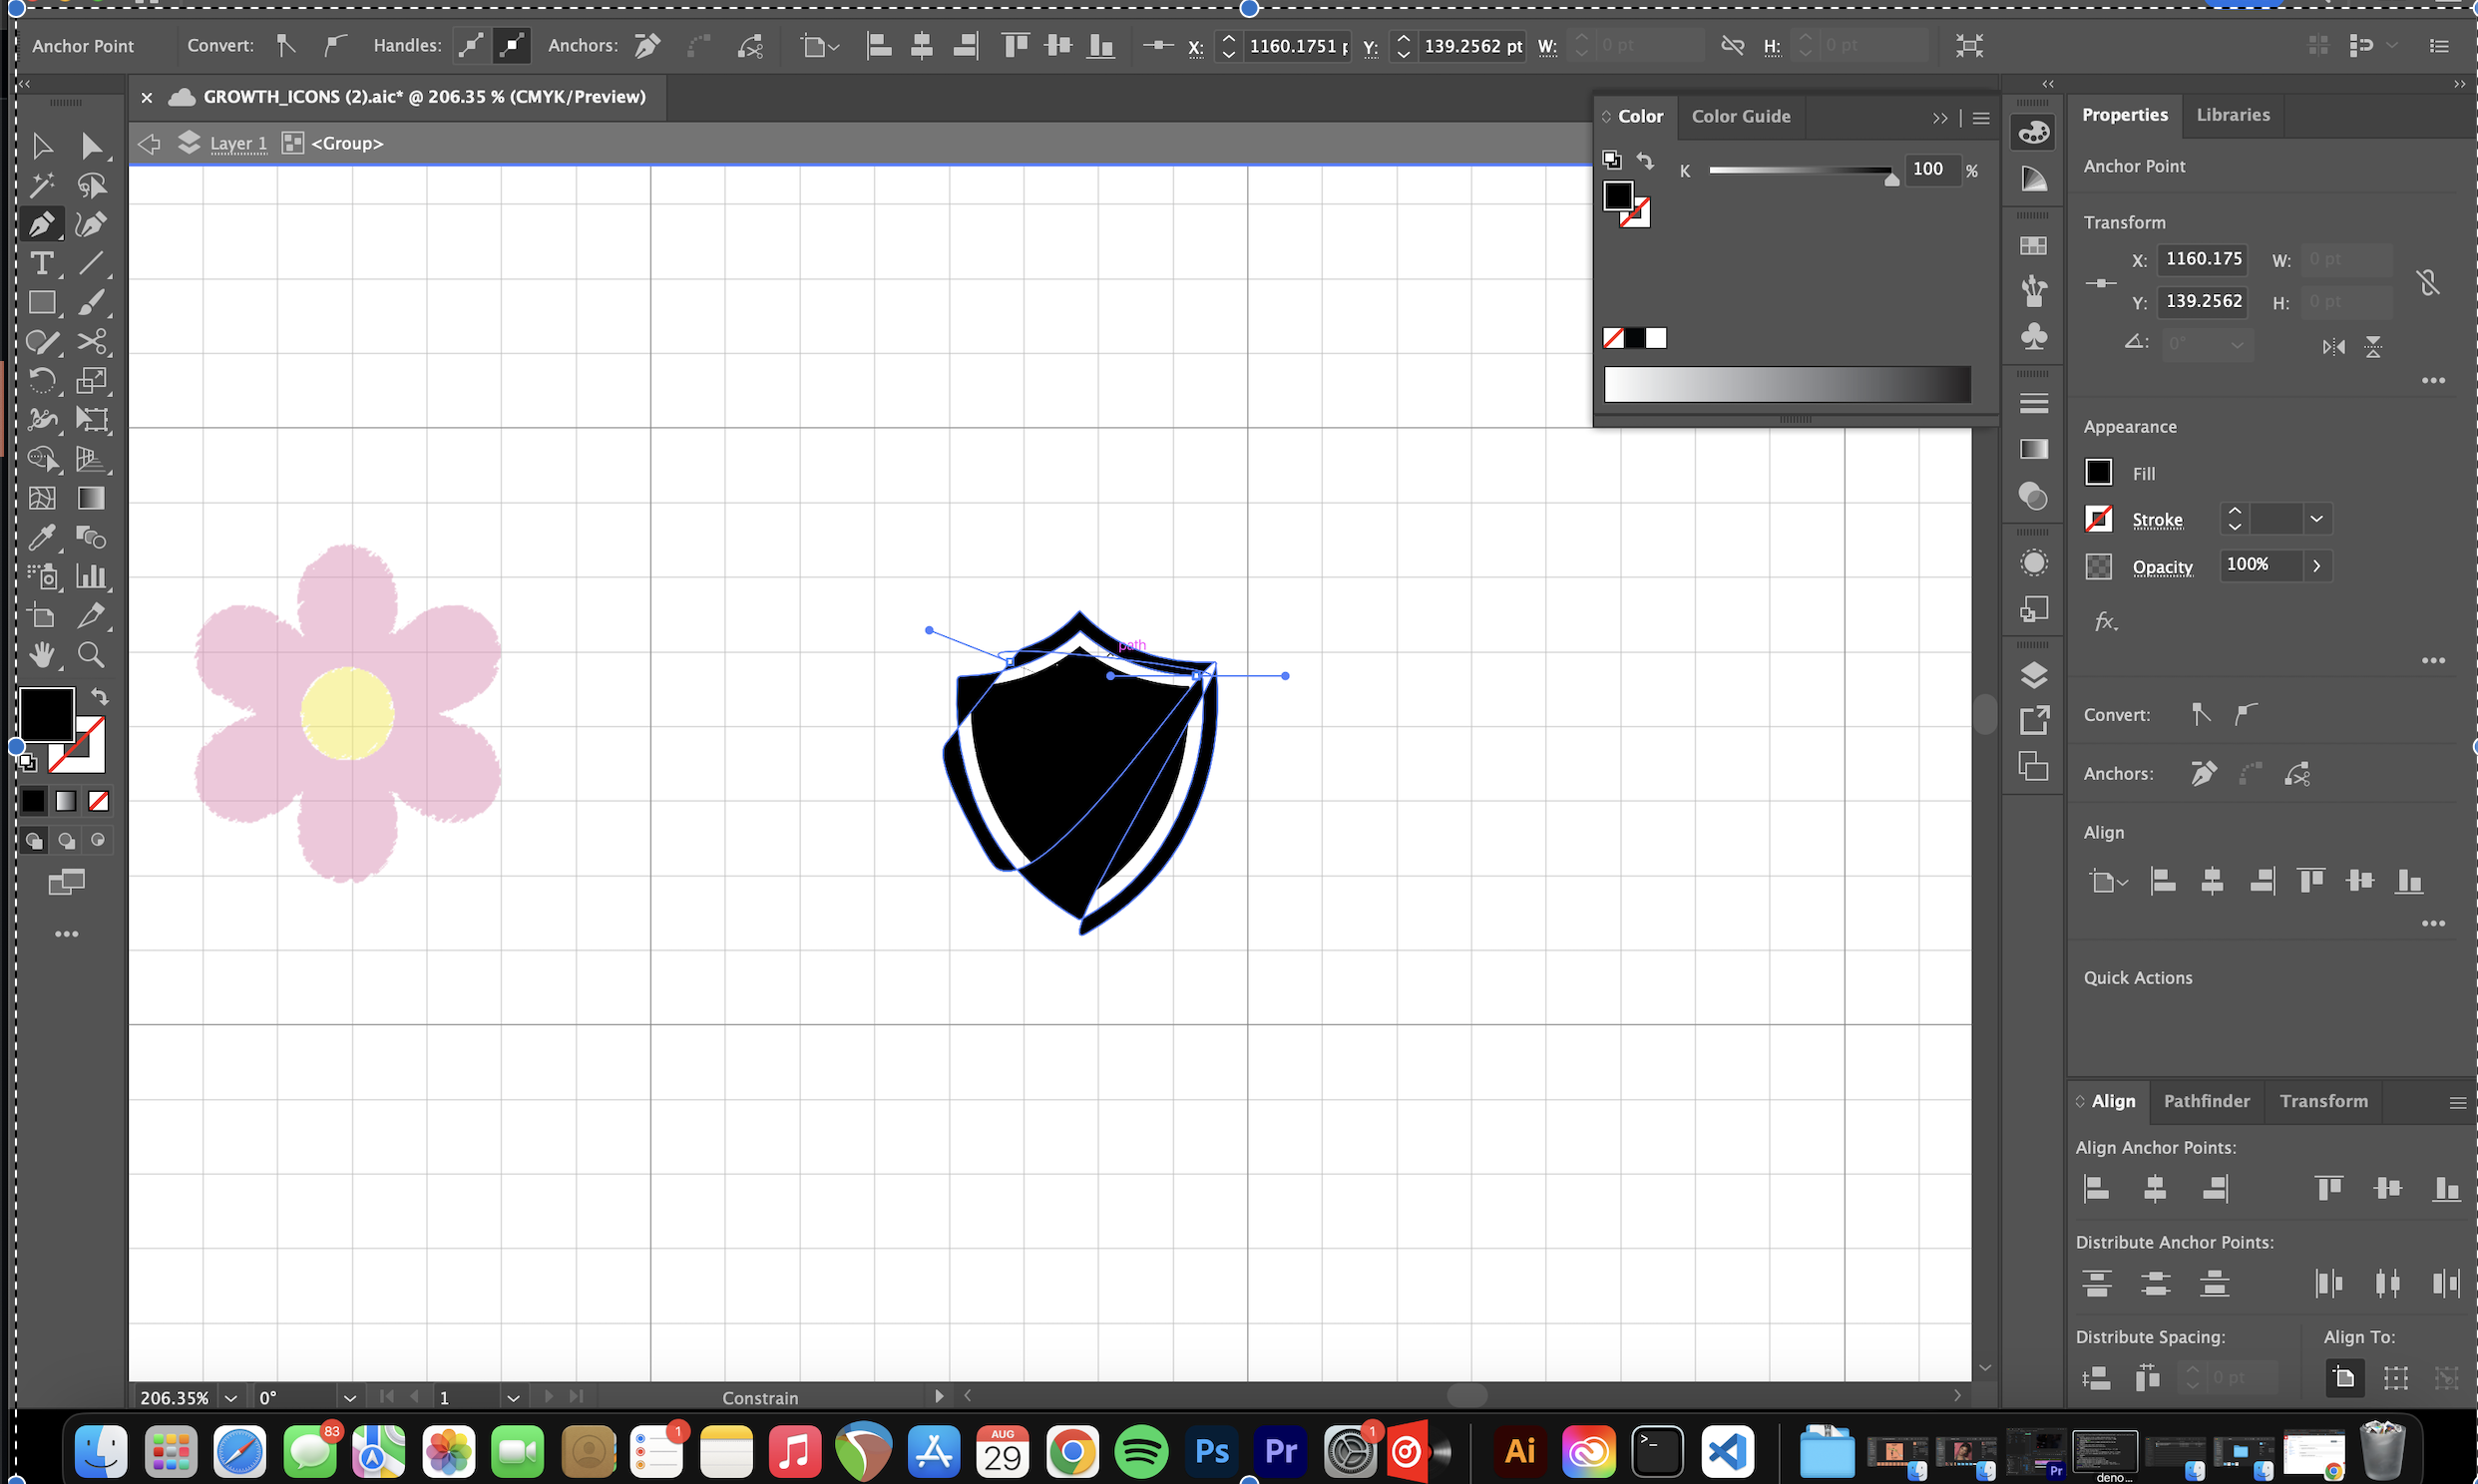 Anchor Point Convert: Handles: Anchors: X: 1160.1751 p Y: 139.2562 pt W: 0 pt H: 0 pt
GROWTH_ICONS (2).aic* @ 206.35 % (CMYK/Preview)
Layer 1 <Group>
Color Color Guide
K 100 %
path
Properties Libraries
Anchor Point
Transform
X: 1160.175 W: 0 pt
Y: 139.2562 H: 0 pt
0°
Appearance
Fill
Stroke
Opacity 100%
fx
Convert:
Anchors:
Align
Quick Actions
Align Pathfinder Transform
Align Anchor Points:
Distribute Anchor Points:
Distribute Spacing: Align To:
0 pt
206.35% 0° 1 Constrain
83
1
AUG
29
Ps
Pr
1
Ai
>_
Pr
deno...